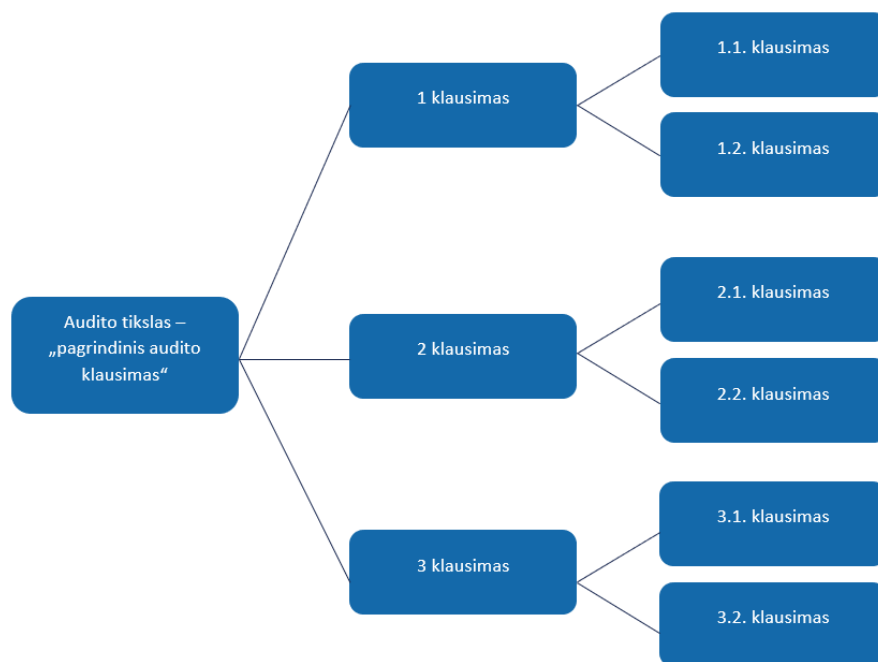 Audito tikslas –
„pagrindinis audito
klausimas“
1 klausimas
1.1. klausimas
1.2. klausimas
2 klausimas
2.1. klausimas
2.2. klausimas
3 klausimas
3.1. klausimas
3.2. klausimas